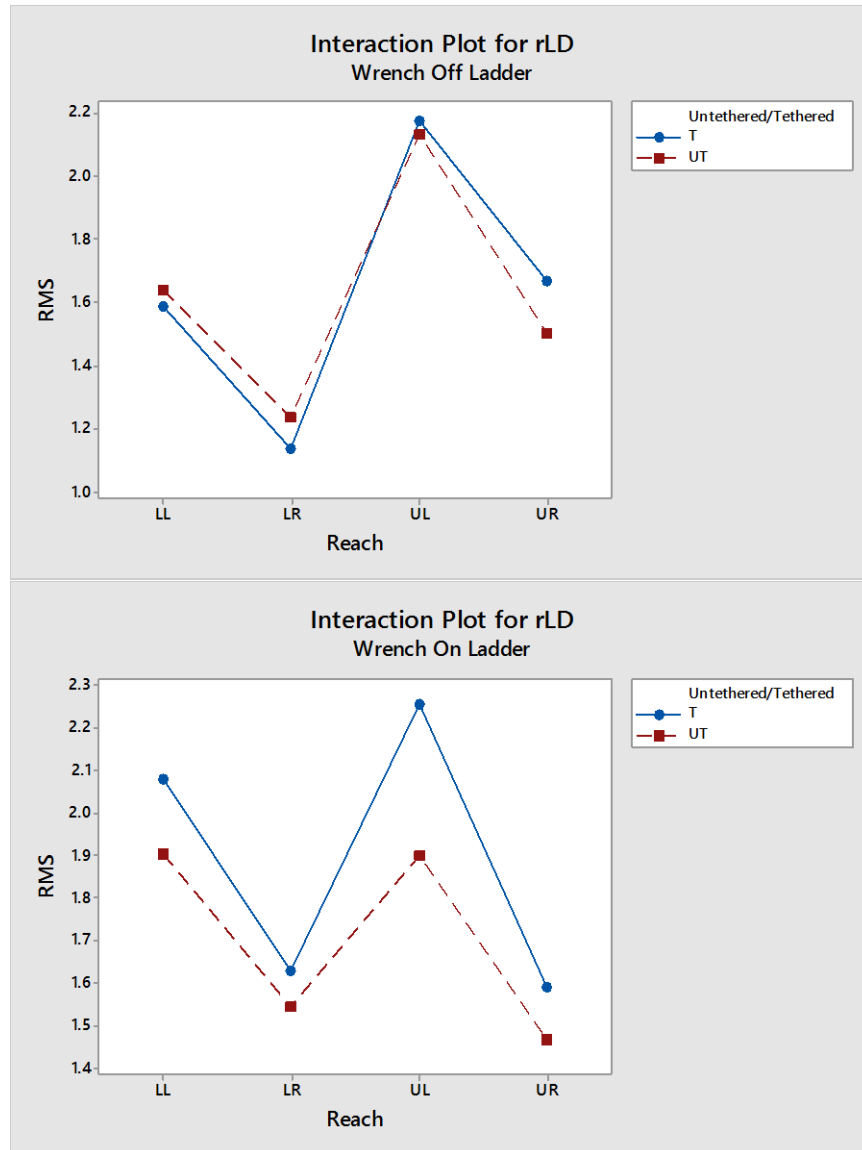 Interaction Plot for rLD
Wrench Off Ladder
Untethered/Tethered
T
UT
RMS
2.2
2.0
1.8
1.6
1.4
1.2
1.0
LL LR UL UR
Reach
Interaction Plot for rLD
Wrench On Ladder
Untethered/Tethered
T
UT
RMS
2.3
2.2
2.1
2.0
1.9
1.8
1.7
1.6
1.5
1.4
LL LR UL UR
Reach